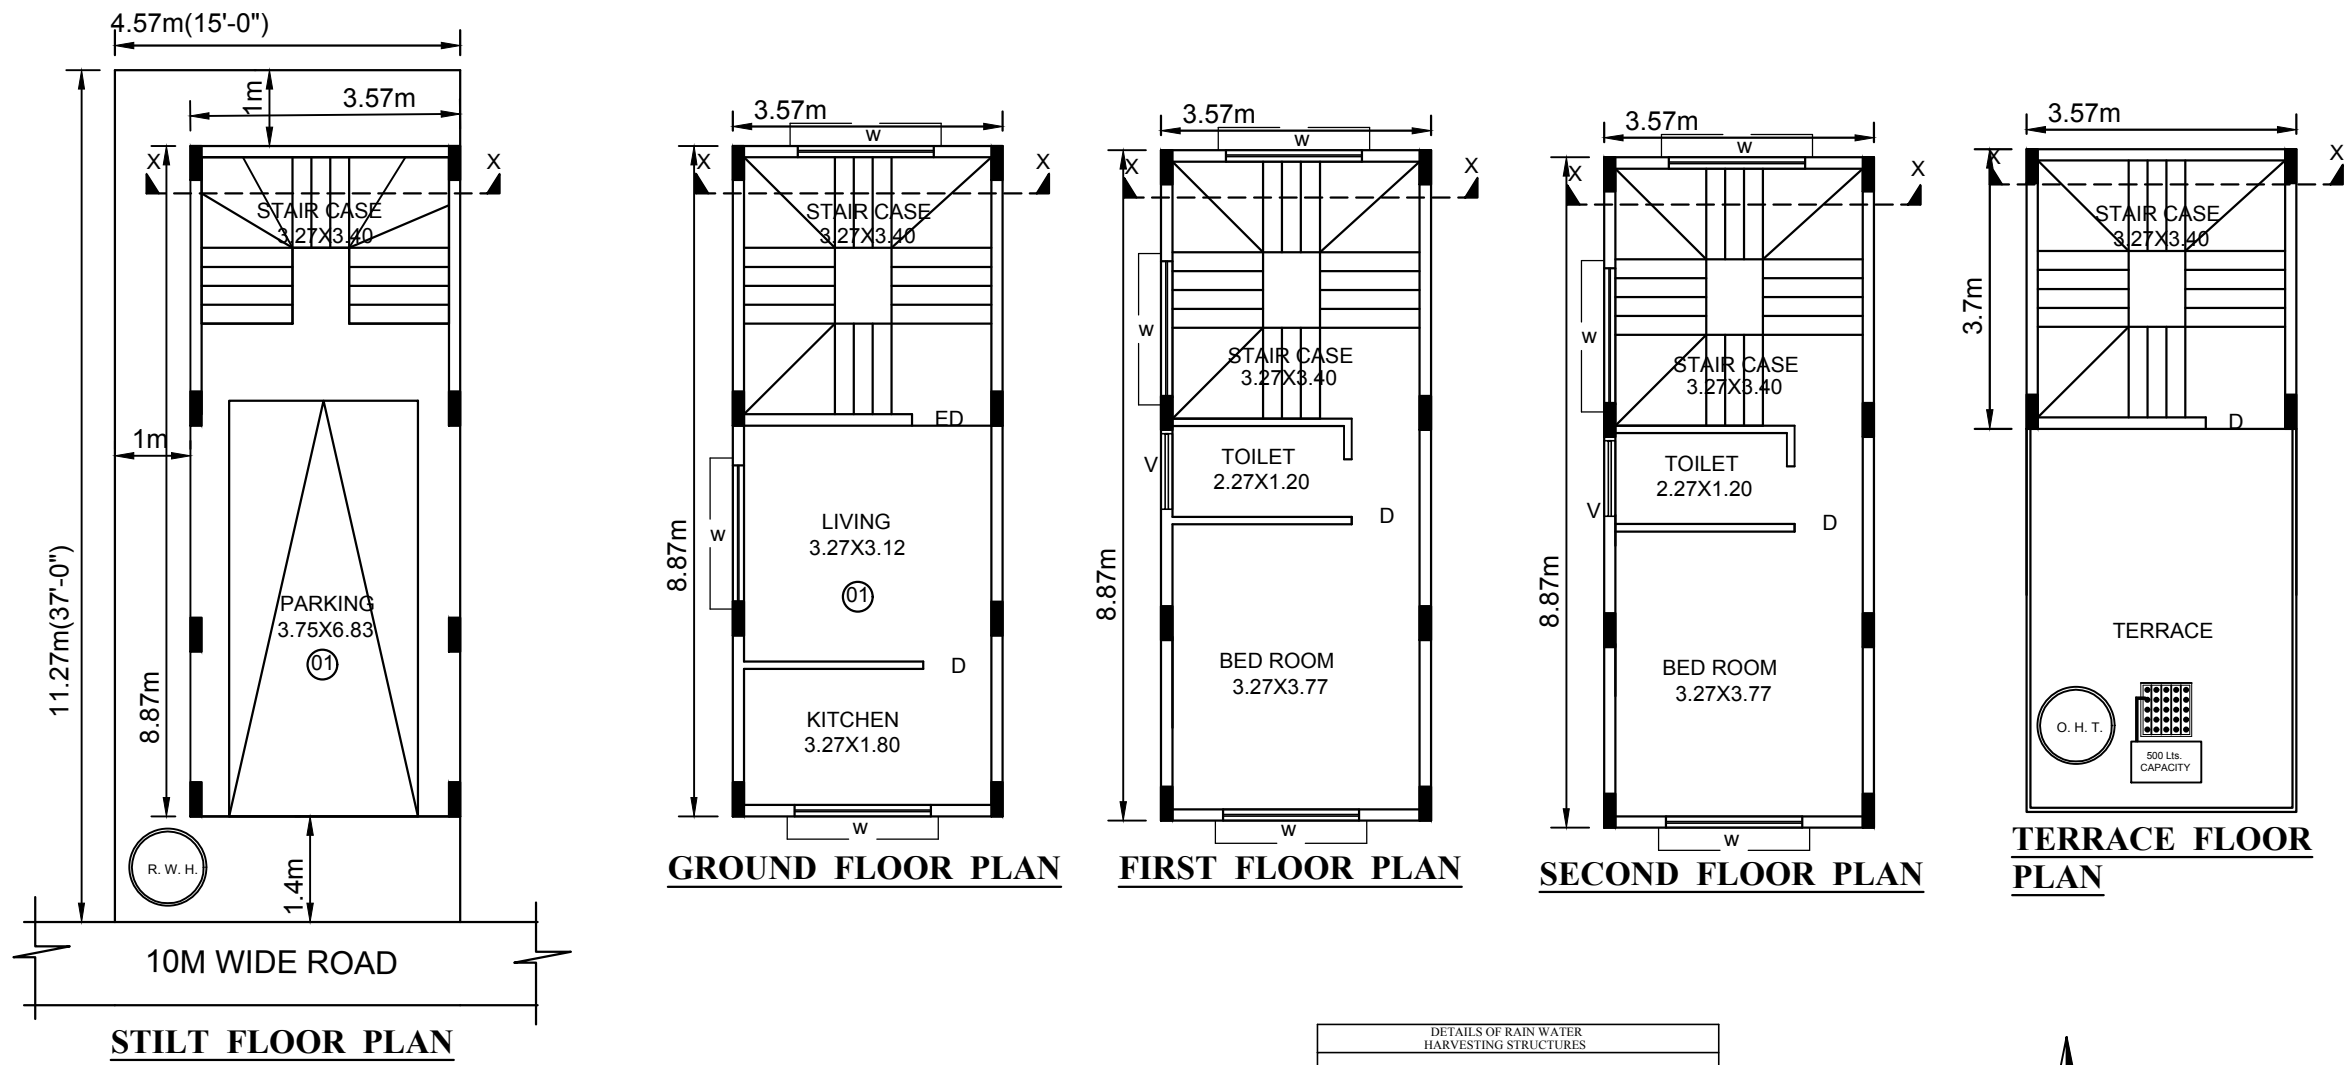 4.57m(15'-0")
1m
3.57m
X
X
STAIR CASE
3.27X3.40
1m
11.27m(37'-0")
8.87m
PARKING
3.75X6.83
01
R. W. H.
1.4m
10M WIDE ROAD
STILT FLOOR PLAN
3.57m
W
X
X
STAIR CASE
3.27X3.40
ED
8.87m
W
LIVING
3.27X3.12
01
D
KITCHEN
3.27X1.80
W
GROUND FLOOR PLAN
3.57m
W
X
X
W
STAIR CASE
3.27X3.40
V
TOILET
2.27X1.20
D
8.87m
BED ROOM
3.27X3.77
W
FIRST FLOOR PLAN
3.57m
W
X
X
W
STAIR CASE
3.27X3.40
V
TOILET
2.27X1.20
D
8.87m
BED ROOM
3.27X3.77
W
SECOND FLOOR PLAN
3.57m
X
X
STAIR CASE
3.27X3.40
3.7m
D
TERRACE
O. H. T.
500 Lts.
CAPACITY
TERRACE FLOOR
PLAN
DETAILS OF RAIN WATER
HARVESTING STRUCTURES